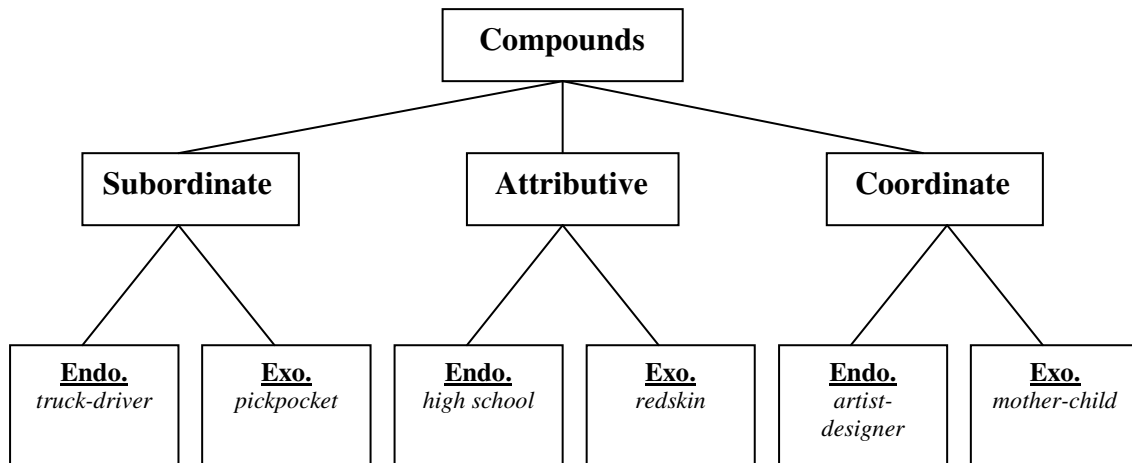 Compounds
Subordinate
Attributive
Coordinate
Endo.
truck-driver
Exo.
pickpocket
Endo.
high school
Exo.
redskin
Endo.
artist-
designer
Exo.
mother-child